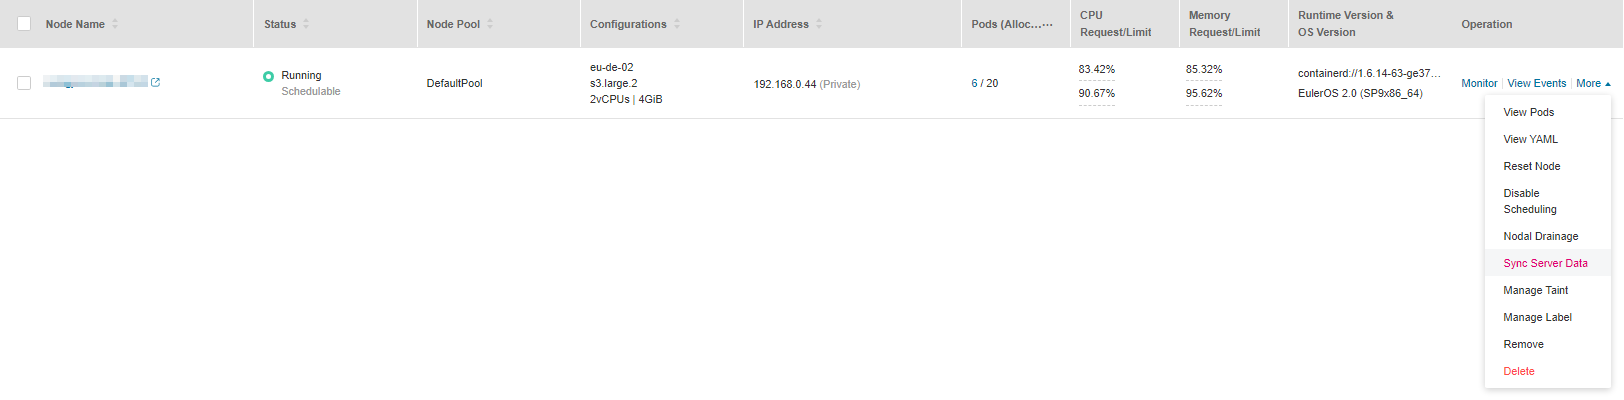 Node Name
Status
Node Pool
Configurations
IP Address
Pods (Alloc...···
CPU
Request/Limit
Memory
Request/Limit
Runtime Version &
OS Version
Operation
Running
Schedulable
DefaultPool
eu-de-02
s3.large.2
2vCPUs | 4GiB
192.168.0.44 (Private)
6 / 20
83.42%
90.67%
85.32%
95.62%
containerd://1.6.14-63-ge37...
EulerOS 2.0 (SP9x86_64)
Monitor | View Events | More
View Pods
View YAML
Reset Node
Disable
Scheduling
Nodal Drainage
Sync Server Data
Manage Taint
Manage Label
Remove
Delete